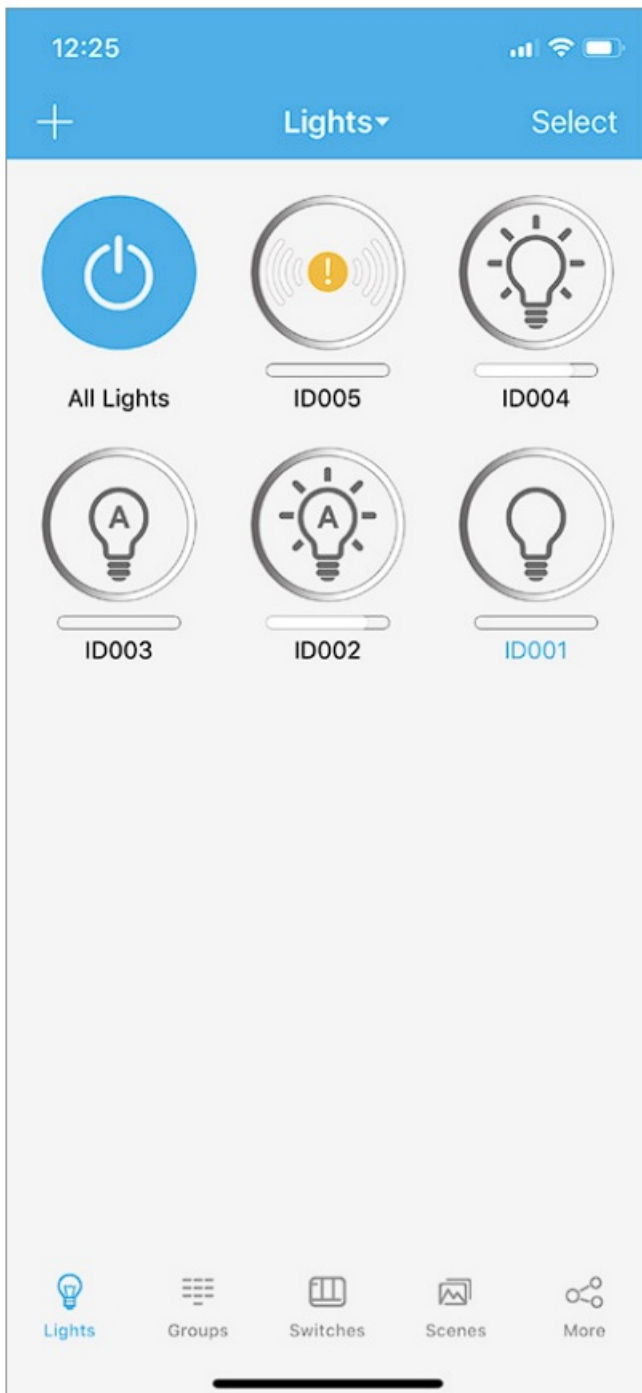 12:25
Lights
Select
All Lights
ID005
ID004
A
A
ID003
ID002
ID001
Lights
Groups
Switches
Scenes
More